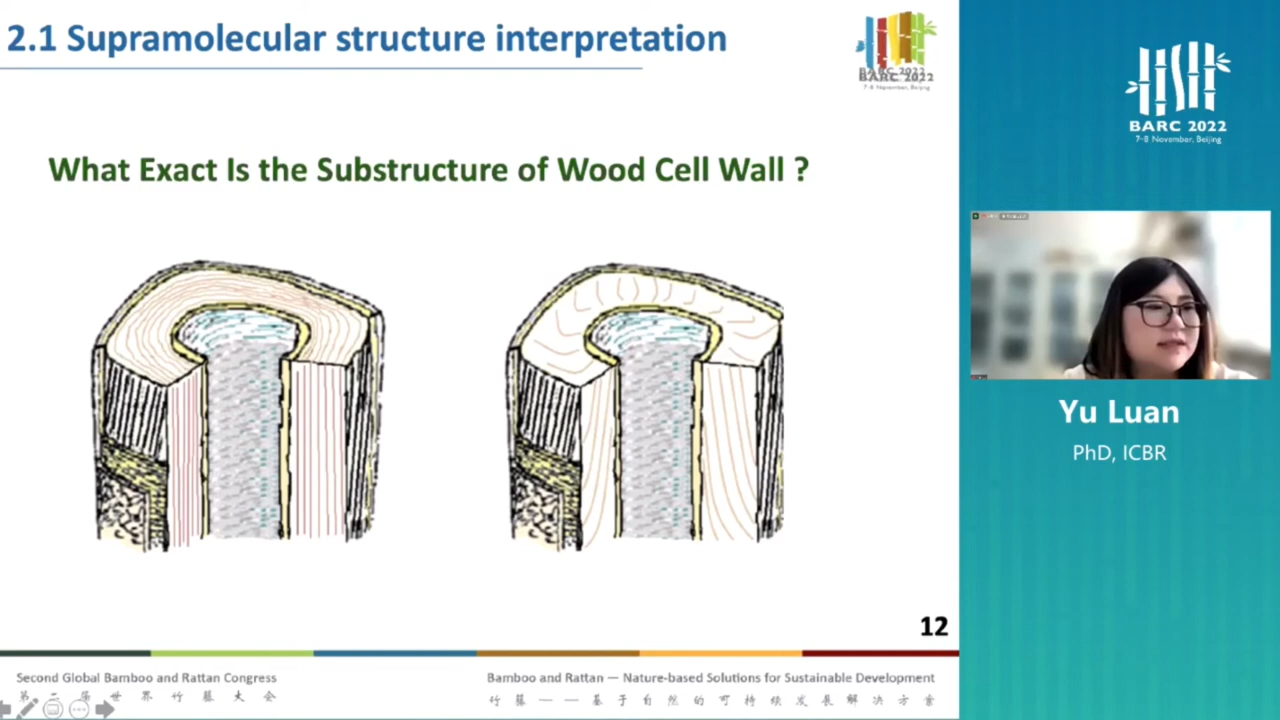 2.1 Supramolecular structure interpretation
BARC 2022
7-8 November, Beijing
What Exact Is the Substructure of Wood Cell Wall ?
12
Second Global Bamboo and Rattan Congress
第二届世界竹藤大会
Bamboo and Rattan — Nature-based Solutions for Sustainable Development
竹藤——基于自然的可持续发展解决方案
BARC 2022
7-8 November, Beijing
Yu Luan
PhD, ICBR